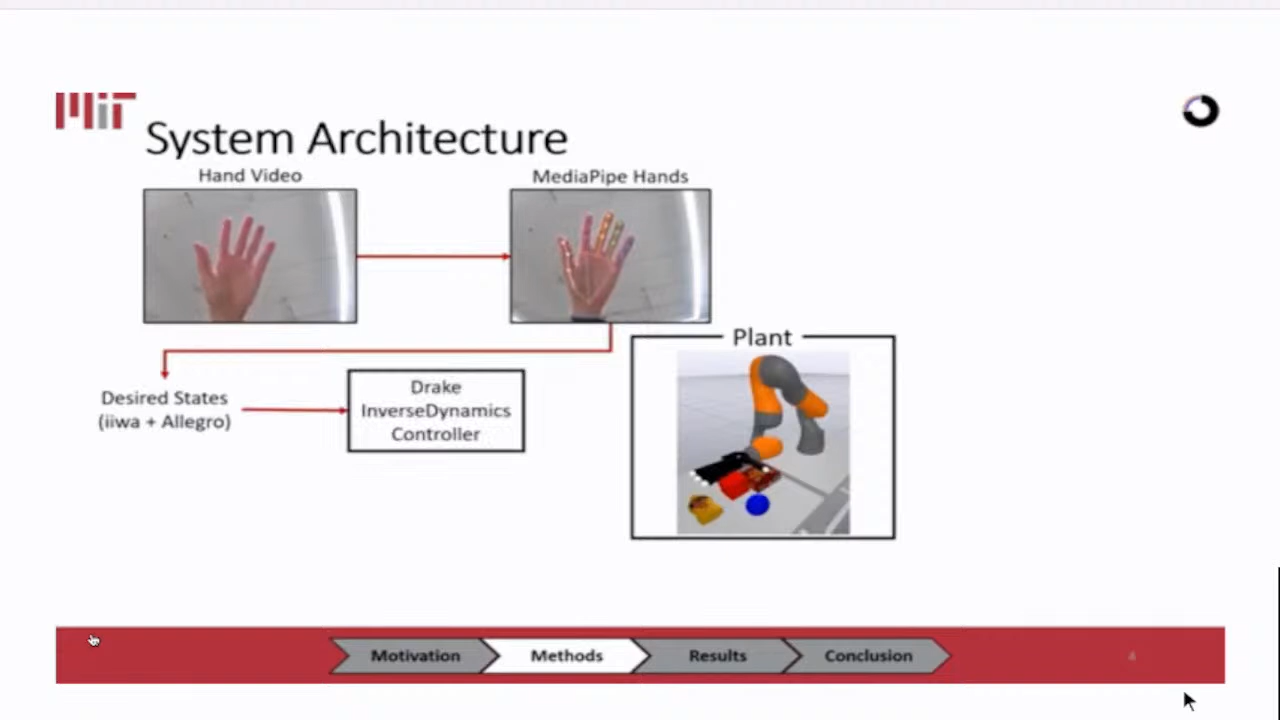 MIT
System Architecture
Hand Video
MediaPipe Hands
Plant
Desired States
(iiwa + Allegro)
Drake
InverseDynamics
Controller
Motivation
Methods
Results
Conclusion
4